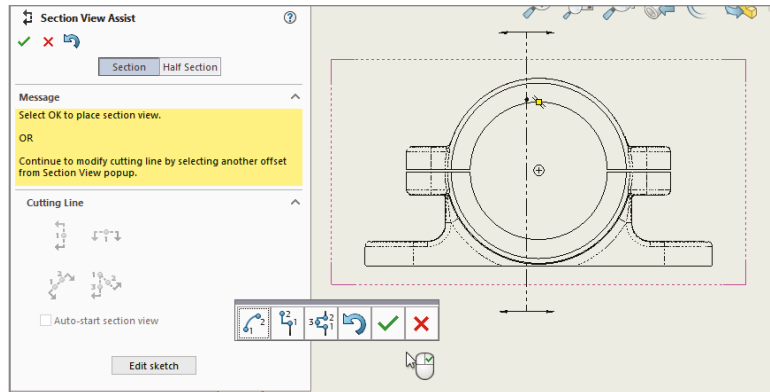 Section View Assist
Section Half Section
Message
Select OK to place section view.
OR
Continue to modify cutting line by selecting another offset
from Section View popup.
Cutting Line
Auto-start section view
Edit sketch